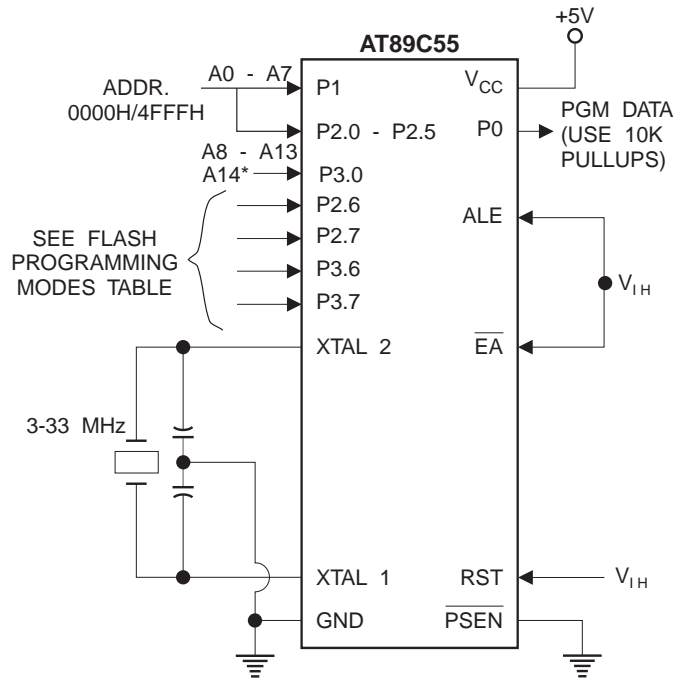 +5V
AT89C55
ADDR.
0000H/4FFFH
A0 - A7
P1
VCC
PGM DATA
(USE 10K
PULLUPS)
P2.0 - P2.5
P0
A8 - A13
A14*
P3.0
P2.6
ALE
SEE FLASH
PROGRAMMING
MODES TABLE
P2.7
P3.6
P3.7
VIH
XTAL 2
EA
3-33 MHz
XTAL 1
RST
VIH
GND
PSEN